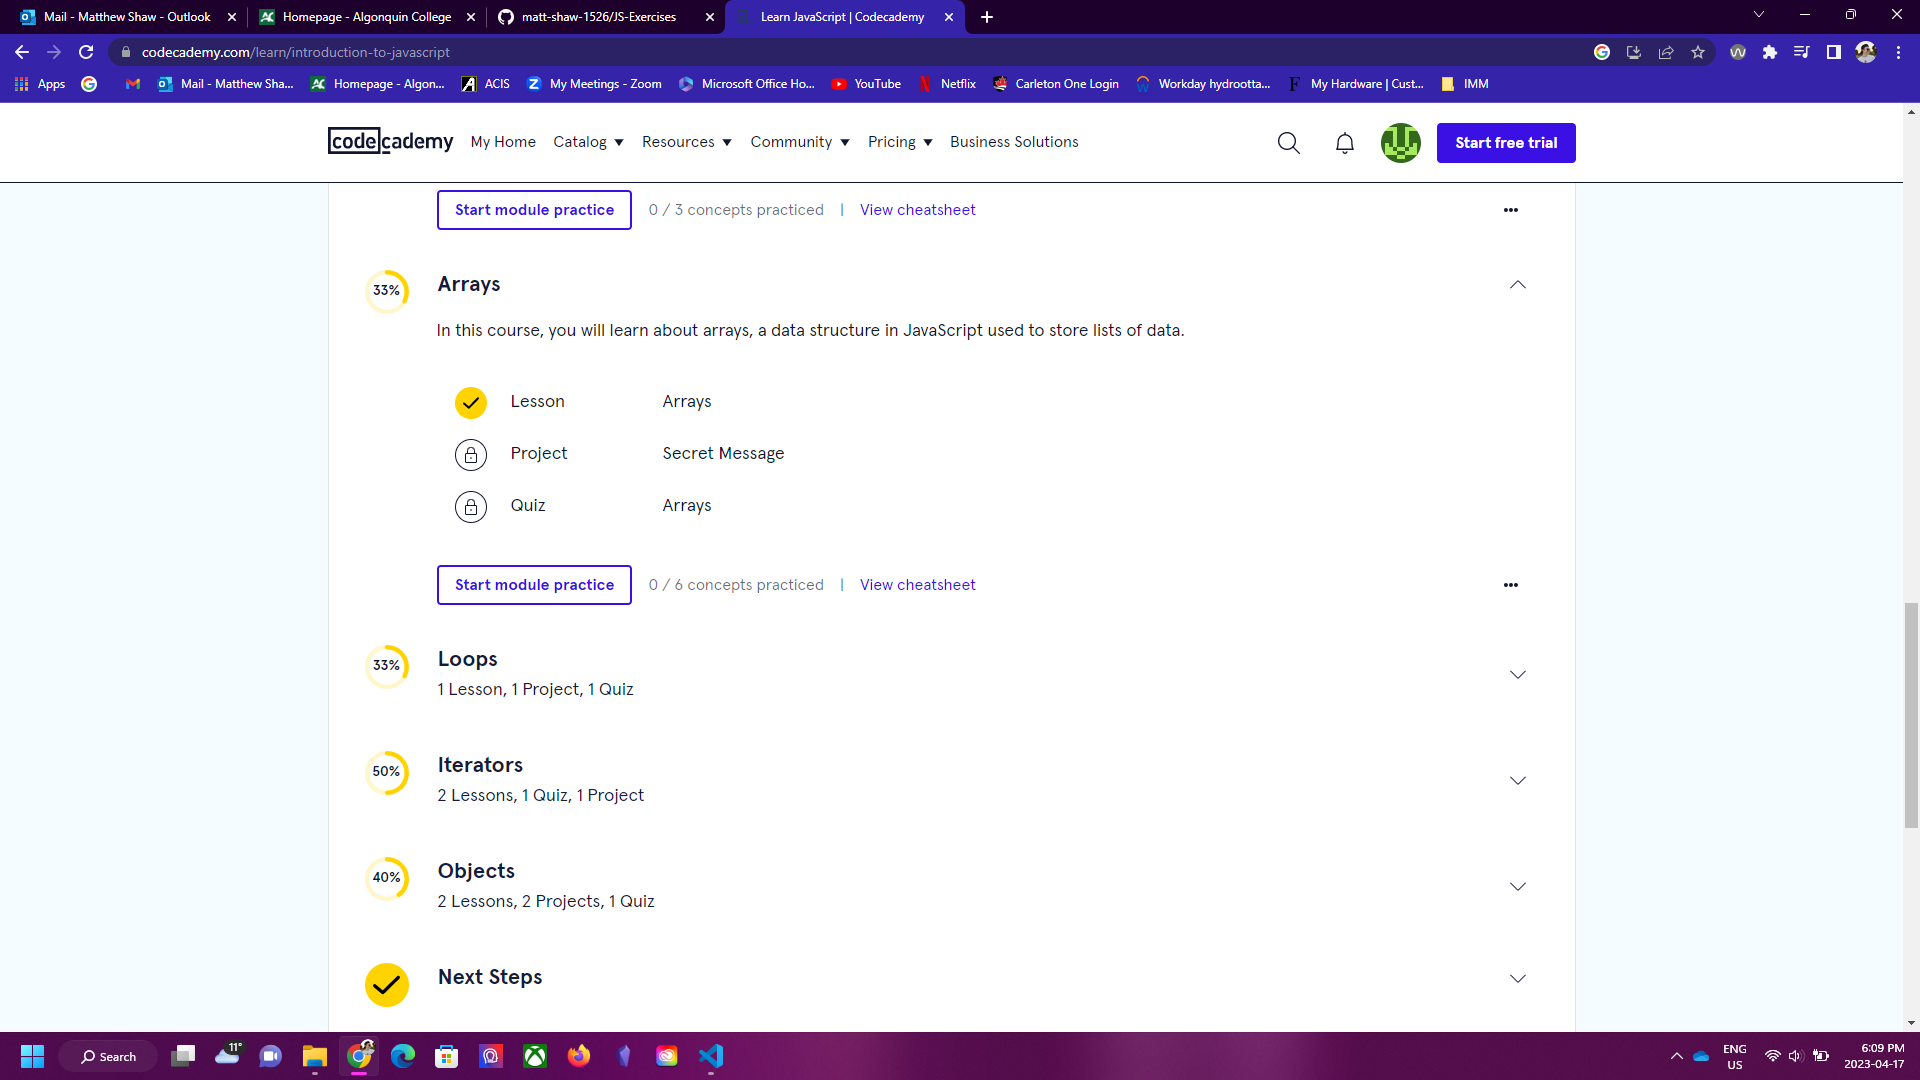 Mail - Matthew Shaw - Outlook
Homepage - Algonquin College
matt-shaw-1526/JS-Exercises
Learn JavaScript | Codecademy
codecademy.com/learn/introduction-to-javascript
Apps
Mail - Matthew Sha...
Homepage - Algon...
ACIS
My Meetings - Zoom
Microsoft Office Ho...
YouTube
Netflix
Carleton One Login
Workday hydrootta...
My Hardware | Cust...
IMM
codecademy
My Home
Catalog
Resources
Community
Pricing
Business Solutions
Start free trial
Start module practice
0 / 3 concepts practiced
|
View cheatsheet
33%
Arrays
In this course, you will learn about arrays, a data structure in JavaScript used to store lists of data.
Lesson
Arrays
Project
Secret Message
Quiz
Arrays
Start module practice
0 / 6 concepts practiced
|
View cheatsheet
33%
Loops
1 Lesson, 1 Project, 1 Quiz
50%
Iterators
2 Lessons, 1 Quiz, 1 Project
40%
Objects
2 Lessons, 2 Projects, 1 Quiz
Next Steps
11°
Search
ENG
US
6:09 PM
2023-04-17